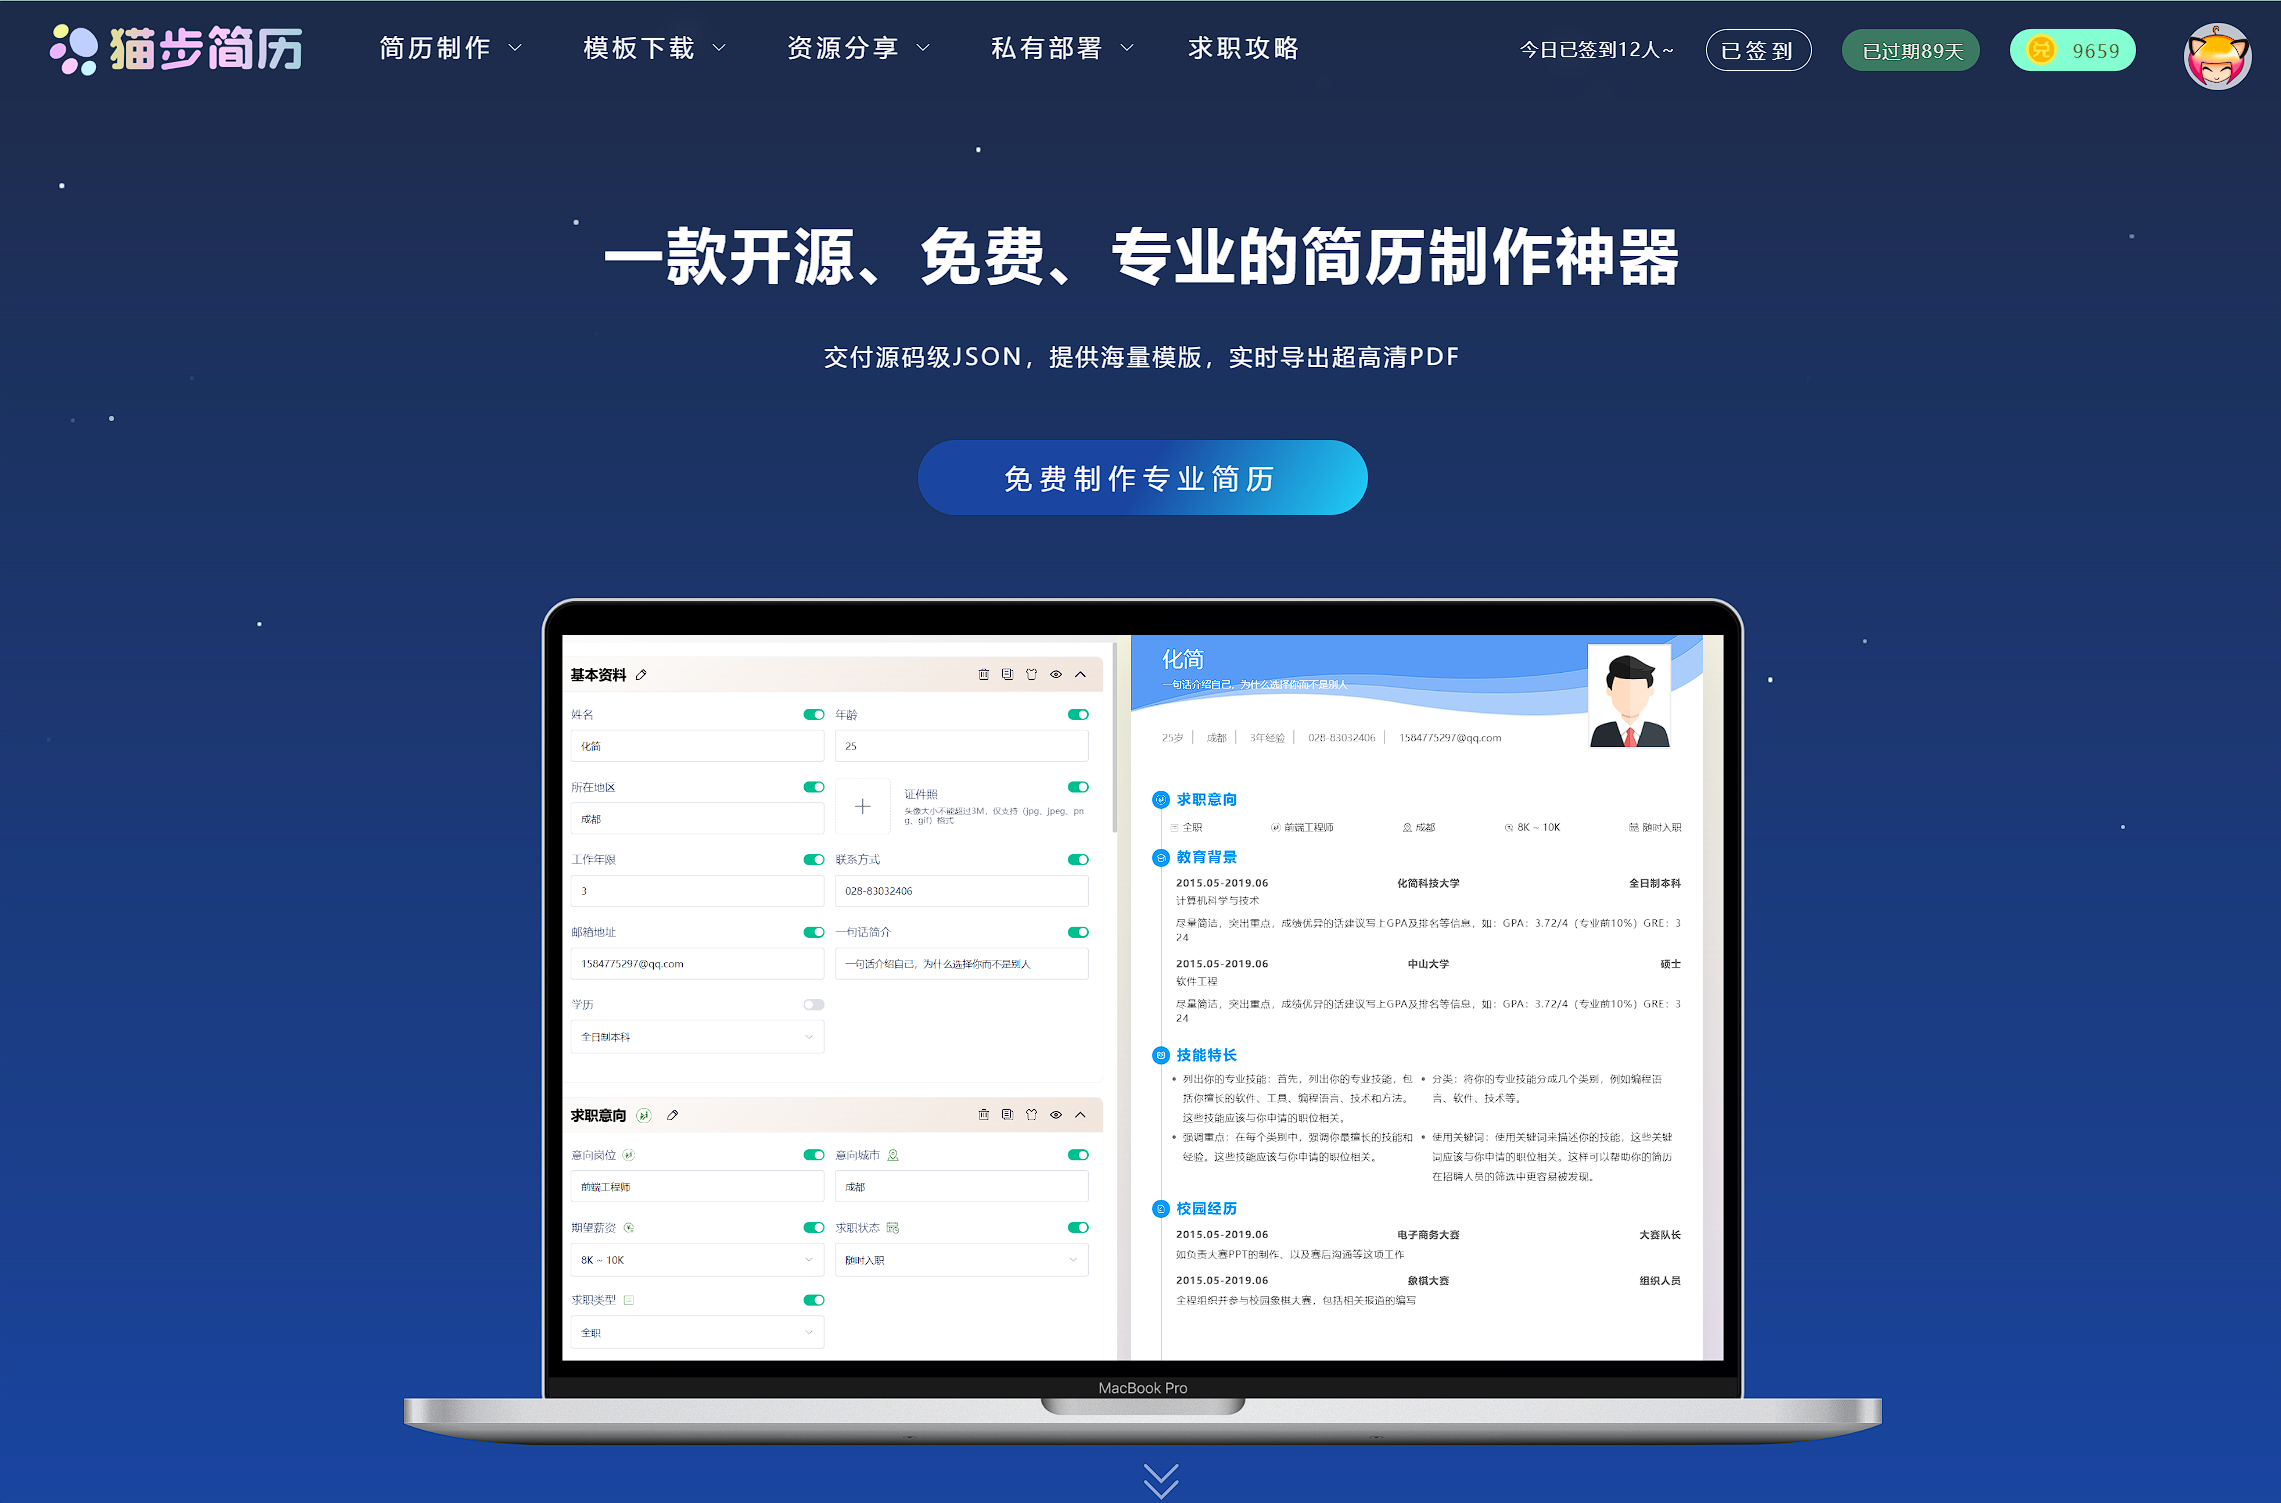 猫步简历
简历制作
模板下载
资源分享
私有部署
求职攻略
今日已签到12人~
已签到
已过期89天
兑
9659
一款开源、免费、专业的简历制作神器
交付源码级JSON，提供海量模版，实时导出超高清PDF
免费制作专业简历
基本资料
姓名
年龄
化简
25
所在地区
证件照
头像大小不能超过3M，仅支持（jpg、jpeg、pn
g、gif）格式
成都
工作年限
联系方式
3
028-83032406
邮箱地址
一句话简介
1584775297@qq.com
一句话介绍自己，为什么选择你而不是别人
学历
全日制本科
求职意向
意向岗位
意向城市
前端工程师
成都
期望薪资
求职状态
8K ~ 10K
随时入职
求职类型
全职
化简
一句话介绍自己，为什么选择你而不是别人
25岁 成都 3年经验 028-83032406 1584775297@qq.com
求职意向
全职 前端工程师 成都 8K ~ 10K 随时入职
教育背景
2015.05-2019.06 化简科技大学 全日制本科
计算机科学与技术
尽量简洁，突出重点，成绩优异的话建议写上GPA及排名等信息，如：GPA：3.72/4（专业前10%）GRE：3
24
2015.05-2019.06 中山大学 硕士
软件工程
尽量简洁，突出重点，成绩优异的话建议写上GPA及排名等信息，如：GPA：3.72/4（专业前10%）GRE：3
24
技能特长
列出你的专业技能：首先，列出你的专业技能，包
括你擅长的软件、工具、编程语言、技术和方法。
这些技能应该与你申请的职位相关。
分类：将你的专业技能分成几个类别，例如编程语
言、软件、技术等。
强调重点：在每个类别中，强调你最擅长的技能和
经验。这些技能应该与你申请的职位相关。
使用关键词：使用关键词来描述你的技能，这些关键
词应该与你申请的职位相关。这样可以帮助你的简历
在招聘人员的筛选中更容易被发现。
校园经历
2015.05-2019.06 电子商务大赛 大赛队长
如负责大赛PPT的制作、以及赛后沟通等这项工作
2015.05-2019.06 象棋大赛 组织人员
全程组织并参与校园象棋大赛，包括相关报道的编写
MacBook Pro